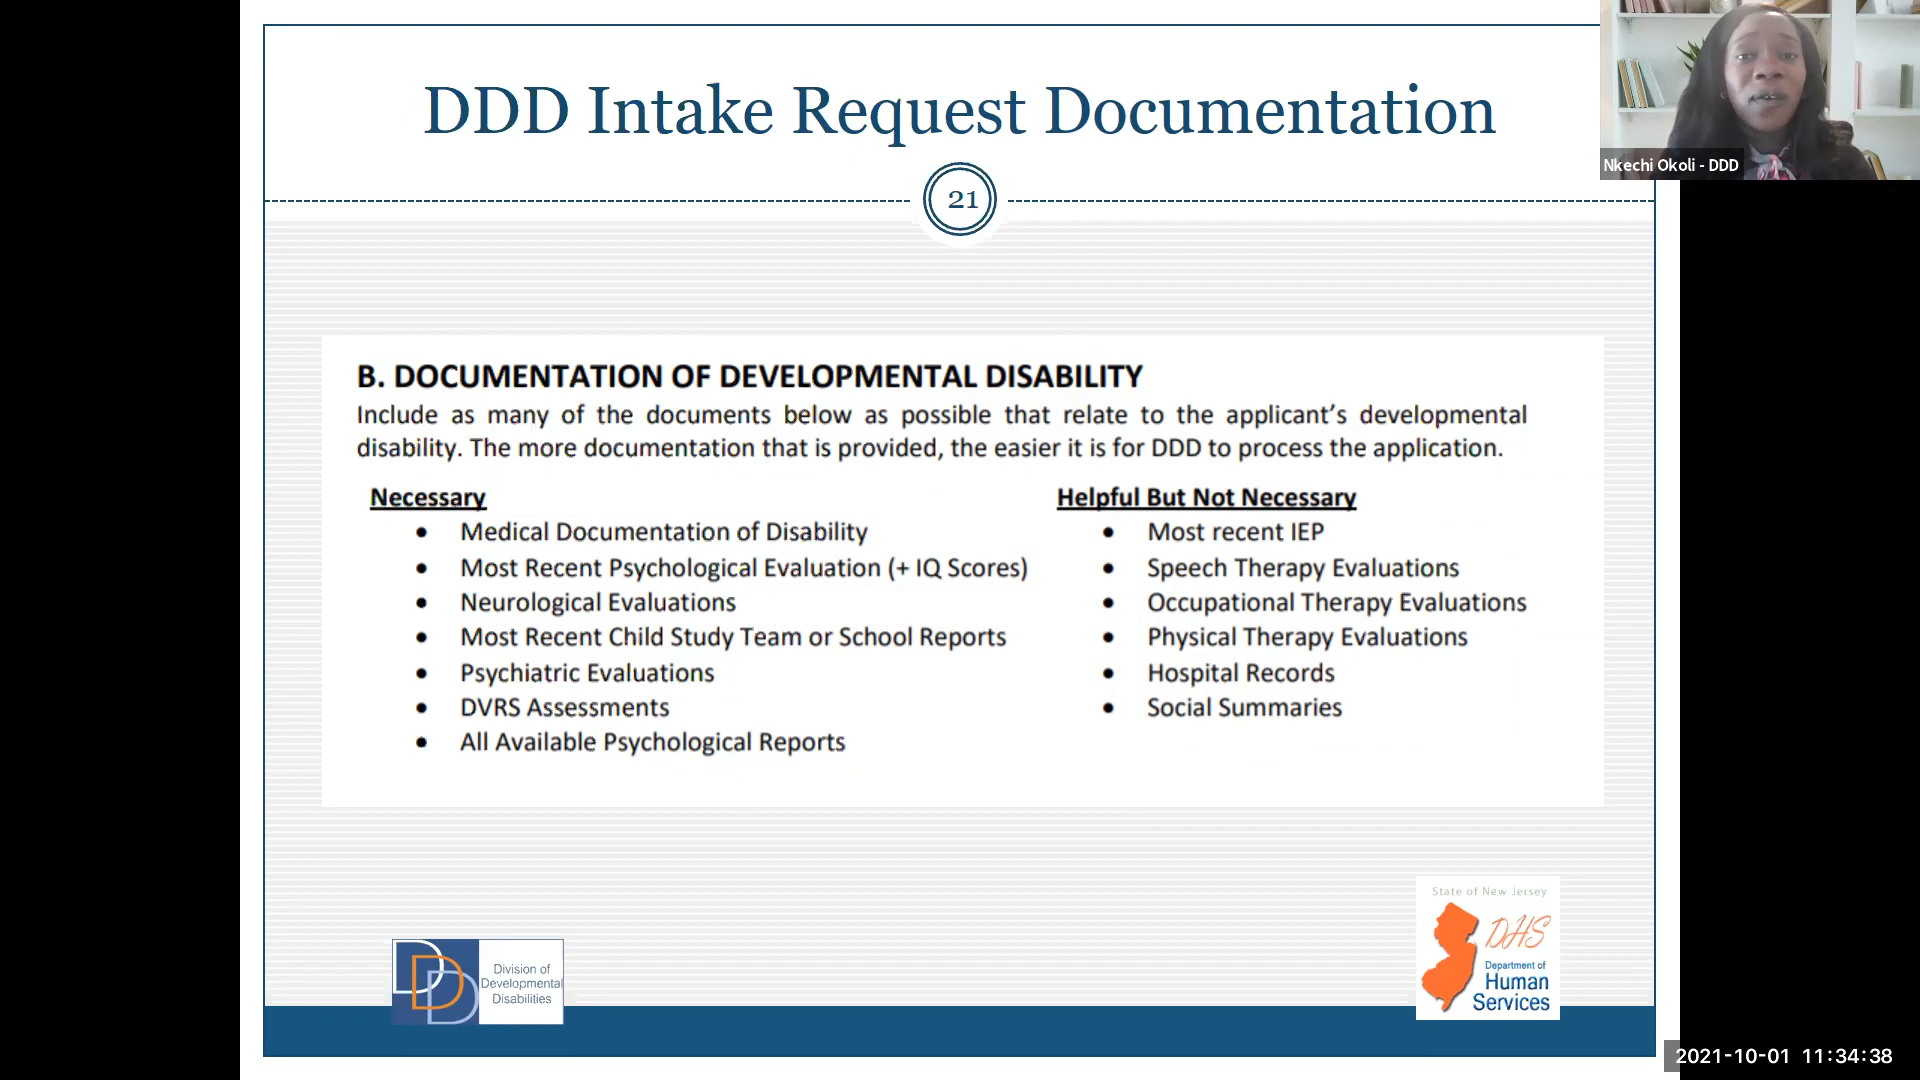 DDD Intake Request Documentation
Nkechi Okoli - DDD
21
B. DOCUMENTATION OF DEVELOPMENTAL DISABILITY
Include as many of the documents below as possible that relate to the applicant's developmental
disability. The more documentation that is provided, the easier it is for DDD to process the application.
Necessary
• Medical Documentation of Disability
• Most Recent Psychological Evaluation (+ IQ Scores)
• Neurological Evaluations
• Most Recent Child Study Team or School Reports
• Psychiatric Evaluations
• DVRS Assessments
• All Available Psychological Reports
Helpful But Not Necessary
• Most recent IEP
• Speech Therapy Evaluations
• Occupational Therapy Evaluations
• Physical Therapy Evaluations
• Hospital Records
• Social Summaries
DDD
Division of
Developmental
Disabilities
State of New Jersey
DHS
Department of
Human
Services
2021-10-01 11:34:38